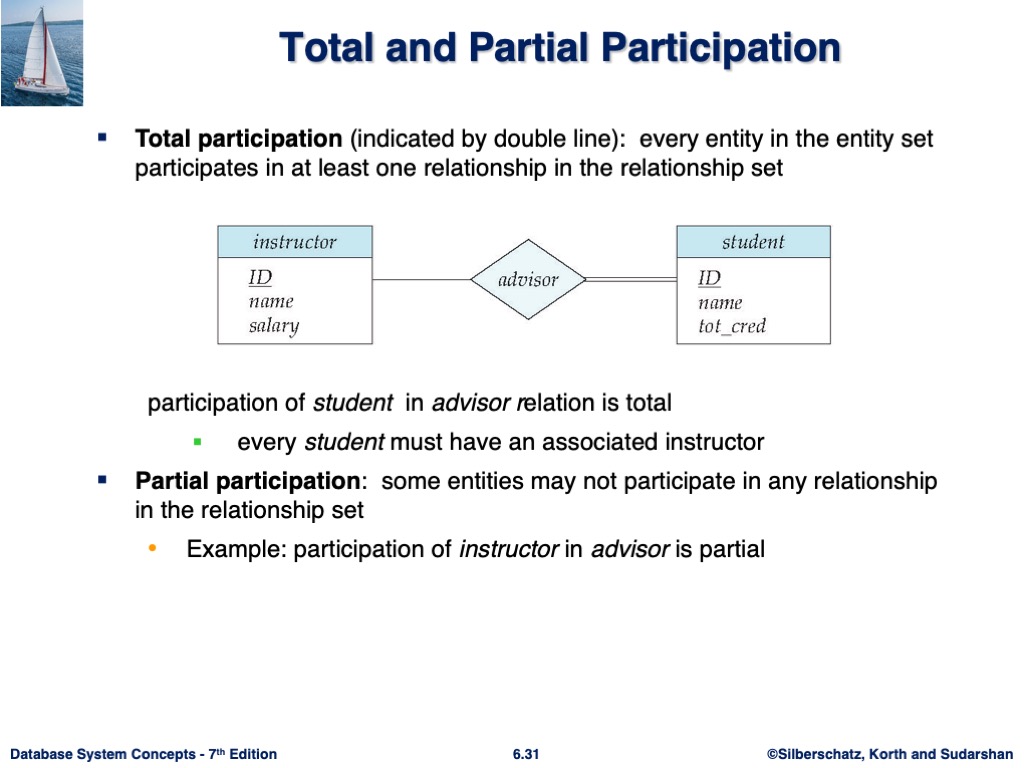 Total and Partial Participation
▪ Total participation (indicated by double line):  every entity in the entity set
participates in at least one relationship in the relationship set
instructor
ID
name
salary
advisor
student
ID
name
tot_cred
participation of student  in advisor relation is total
▪ every student must have an associated instructor
▪ Partial participation:  some entities may not participate in any relationship
in the relationship set
• Example: participation of instructor in advisor is partial
Database System Concepts - 7th Edition
6.31
©Silberschatz, Korth and Sudarshan